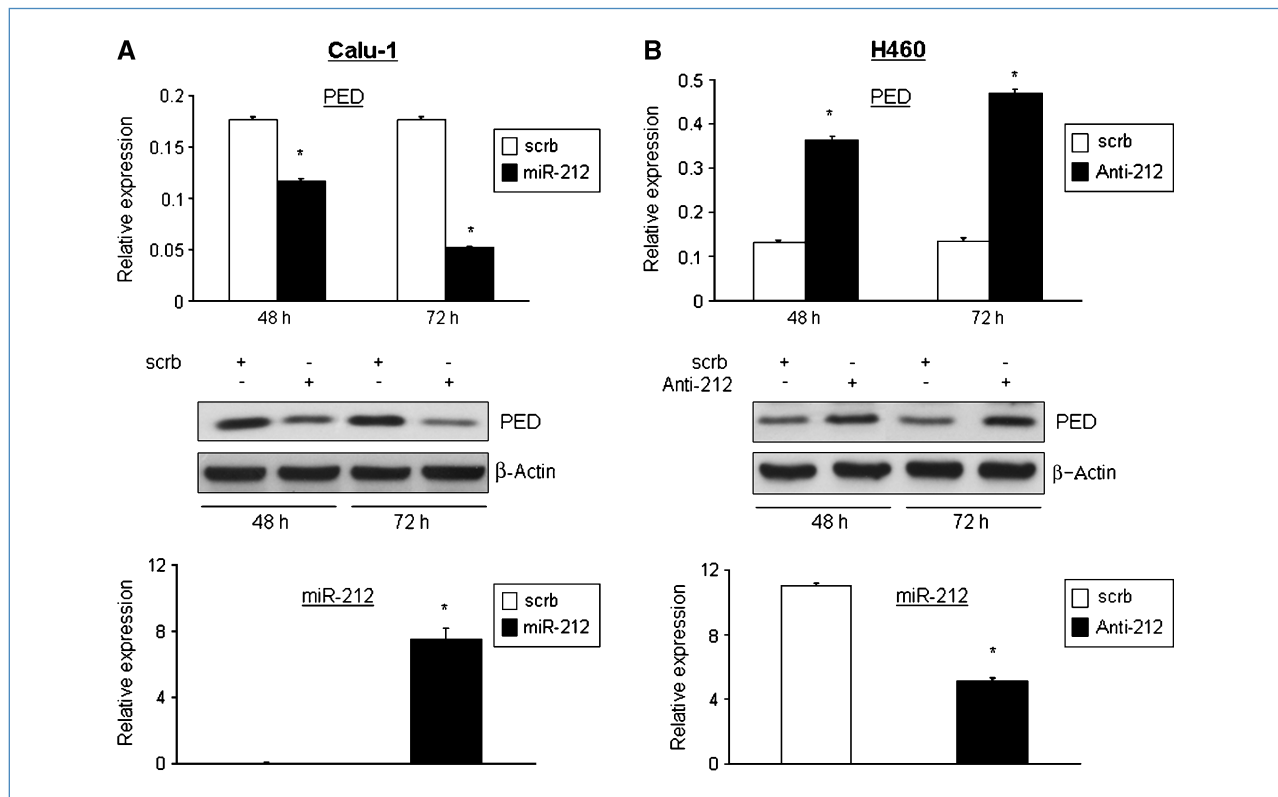 A
Calu-1
PED
Relative expression
0.2
0.15
0.1
0.05
0
*
*
48 h
72 h
scrb
miR-212
scrb + - + -
- + - +
PED
β-Actin
48 h
72 h
miR-212
Relative expression
12
8
4
0
*
scrb
miR-212
B
H460
PED
Relative expression
0.5
0.4
0.3
0.2
0.1
0
*
*
48 h
72 h
scrb
Anti-212
scrb + - + -
Anti-212 - + - +
PED
β-Actin
48 h
72 h
miR-212
Relative expression
12
8
4
0
*
scrb
Anti-212